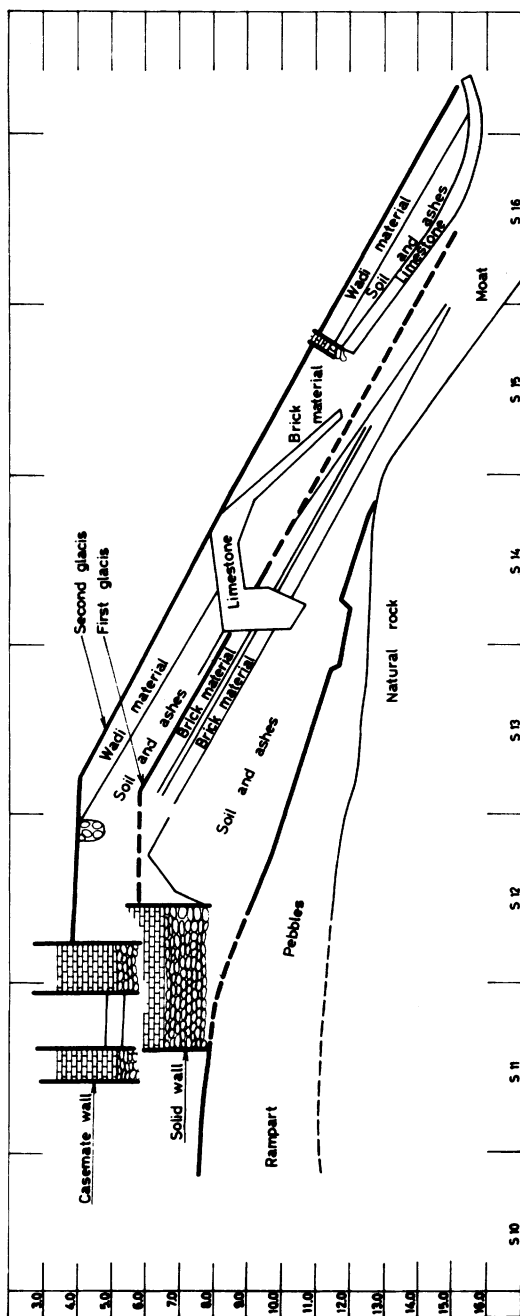 3.0
4.0
5.0
6.0
7.0
8.0
9.0
10.0
11.0
12.0
13.0
14.0
15.0
16.0
Casemate wall
Solid wall
Rampart
Pebbles
Natural rock
Moat
Second glacis
First glacis
Wadi material
Soil and ashes
Brick material
Brick material
Soil and ashes
Limestone
Brick
material
Wadi material
Soil and ashes
Limestone
S 10
S 11
S 12
S 13
S 14
S 15
S 16